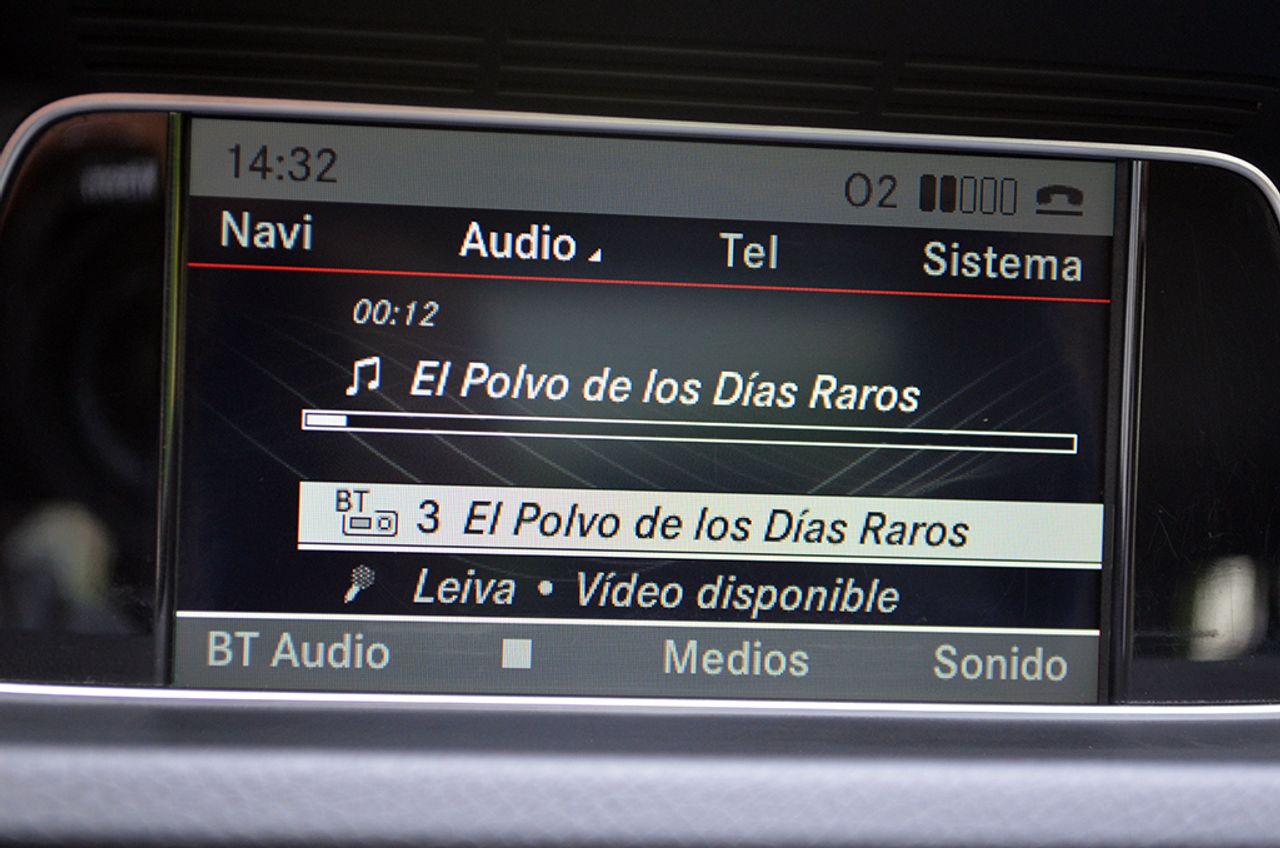 14:32 O2
Navi Audio Tel Sistema
00:12
El Polvo de los Días Raros
BT 3 El Polvo de los Días Raros
Leiva • Vídeo disponible
BT Audio Medios Sonido